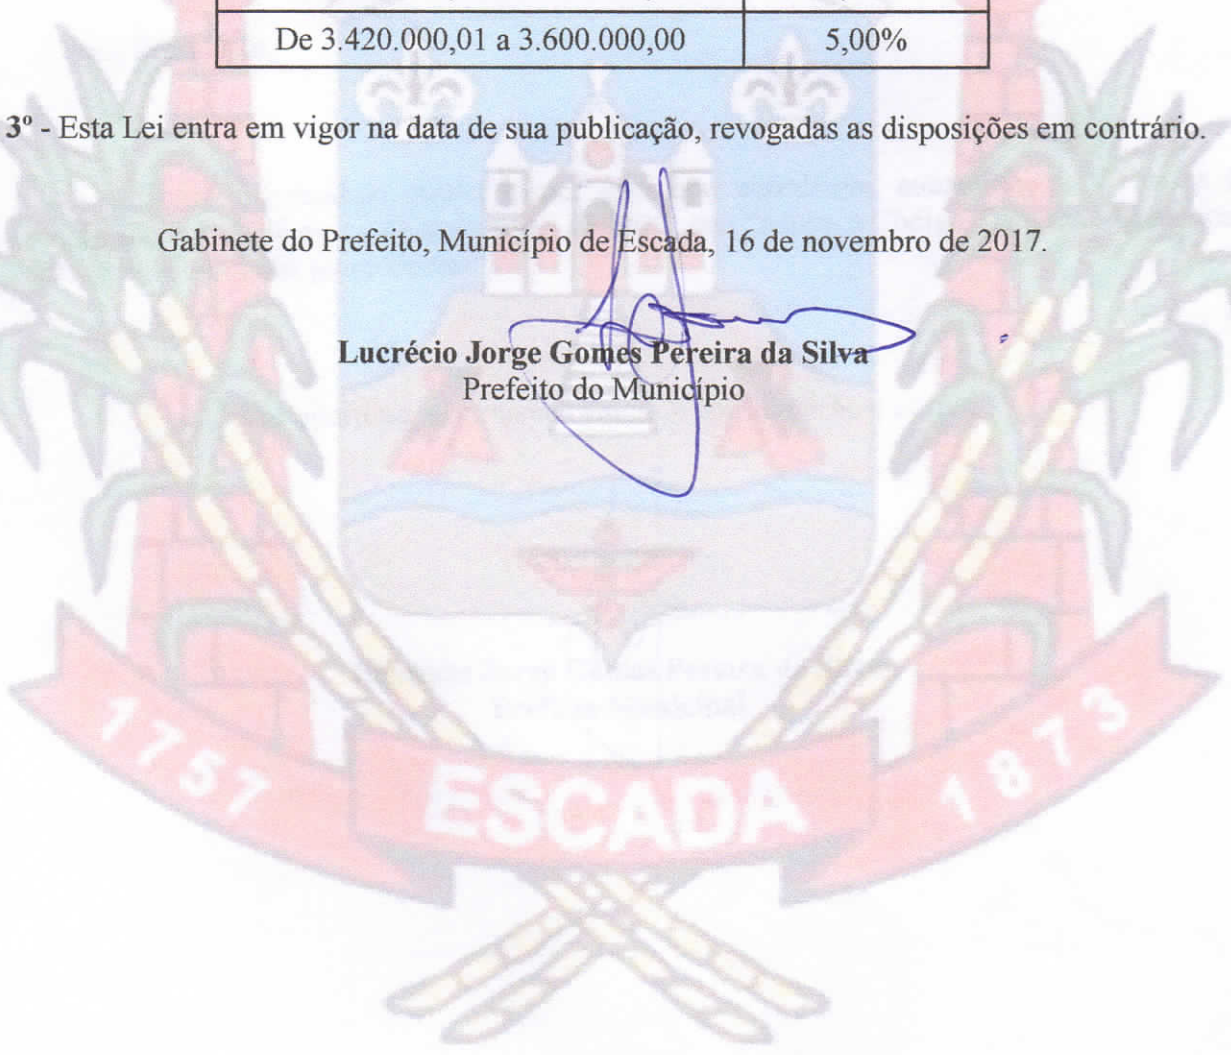 De 3.420.000,01 a 3.600.000,00 5,00%
3º - Esta Lei entra em vigor na data de sua publicação, revogadas as disposições em contrário.
Gabinete do Prefeito, Município de Escada, 16 de novembro de 2017.
Lucrécio Jorge Gomes Pereira da Silva
Prefeito do Município
1757
ESCADA
1873